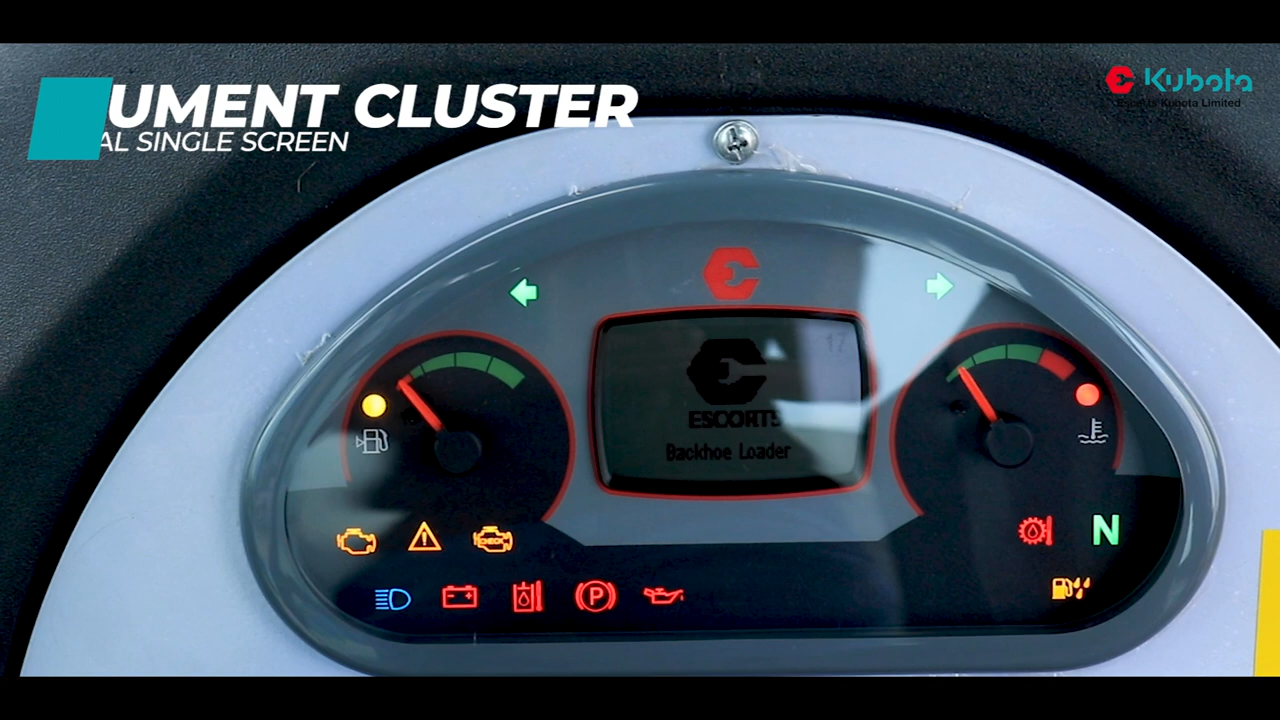 UMENT CLUSTER
AL SINGLE SCREEN
Kubota
Escorts Kubota Limited
ESCORTS
Backhoe Loader
CHECK
N
P